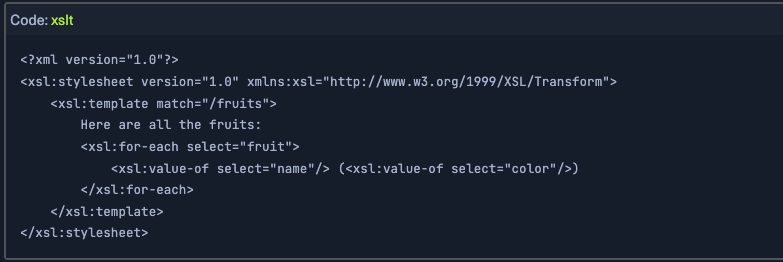 Code: xslt
<?xml version="1.0"?>
<xsl:stylesheet version="1.0" xmlns:xsl="http://www.w3.org/1999/XSL/Transform">
    <xsl:template match="/fruits">
        Here are all the fruits:
        <xsl:for-each select="fruit">
            <xsl:value-of select="name"/> (<xsl:value-of select="color"/>)
        </xsl:for-each>
    </xsl:template>
</xsl:stylesheet>